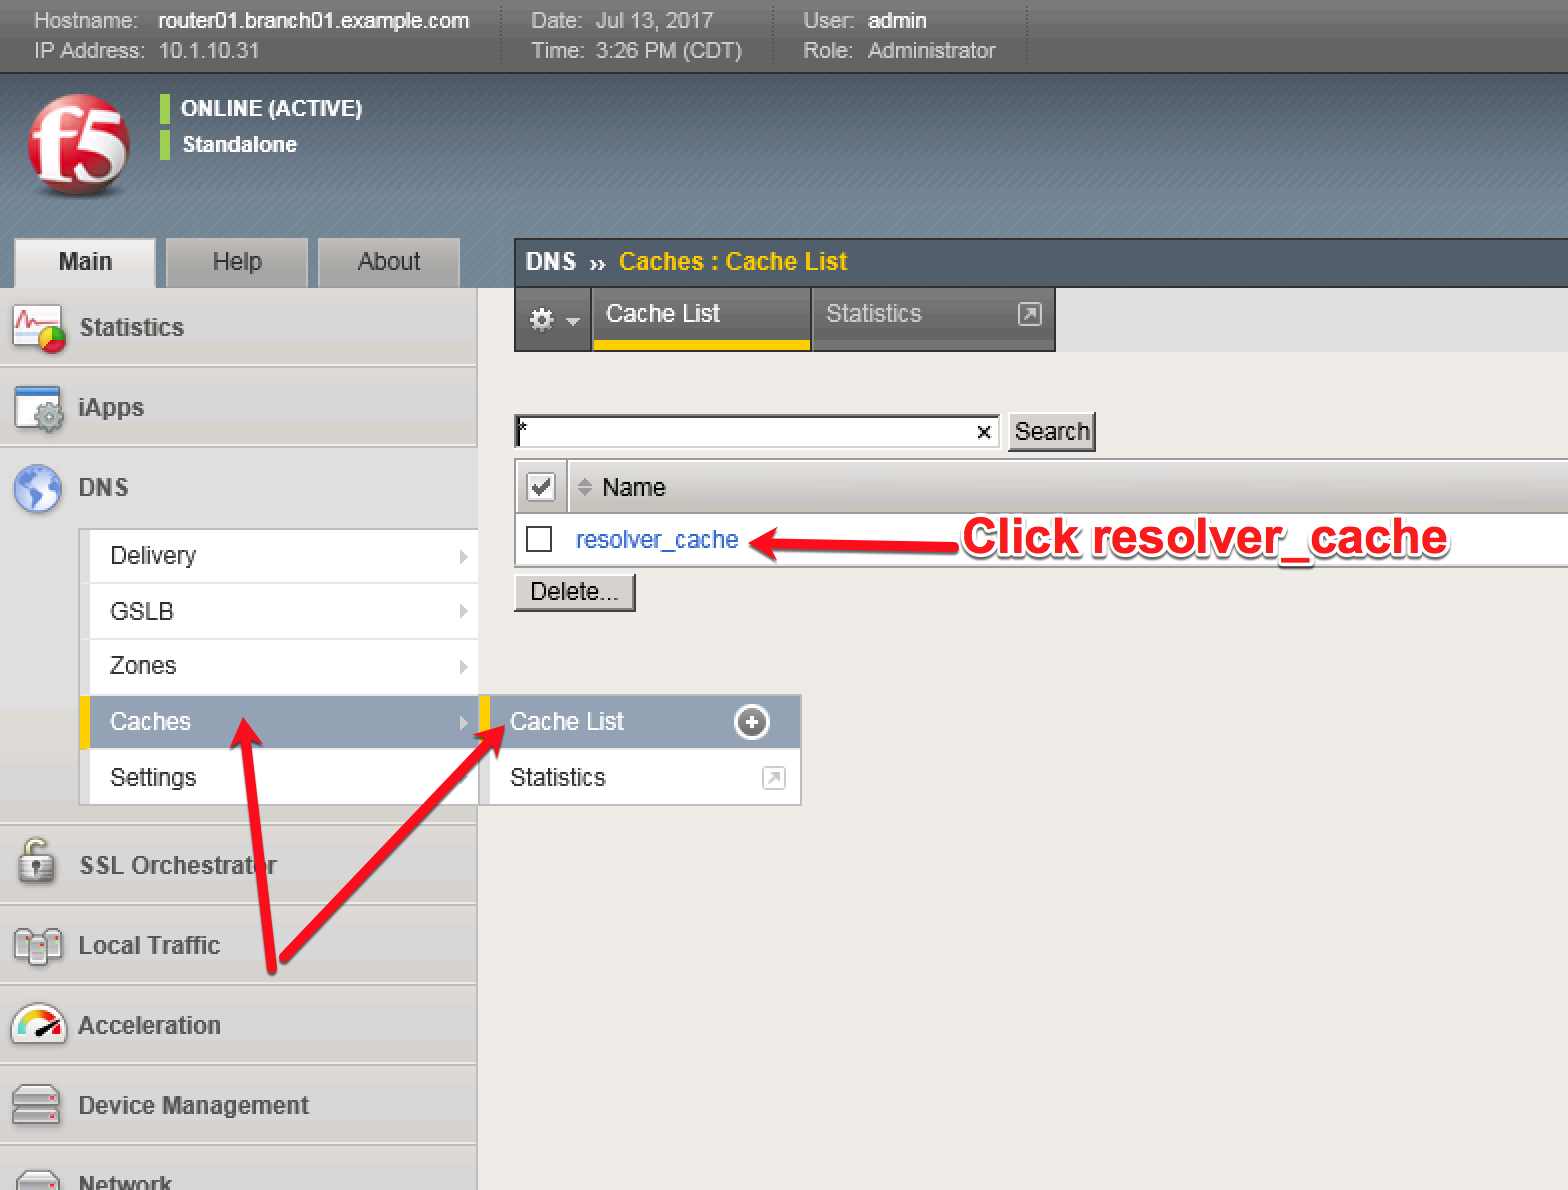 Hostname: router01.branch01.example.com Date: Jul 13, 2017 User: admin
IP Address: 10.1.10.31 Time: 3:26 PM (CDT) Role: Administrator
f5
ONLINE (ACTIVE)
Standalone
Main Help About
DNS ›› Caches : Cache List
Cache List Statistics
Statistics
iApps
DNS
Delivery
GSLB
Zones
Caches
Settings
Cache List
Statistics
* × Search
Name
resolver_cache
Click resolver_cache
Delete...
SSL Orchestrator
Local Traffic
Acceleration
Device Management
Network